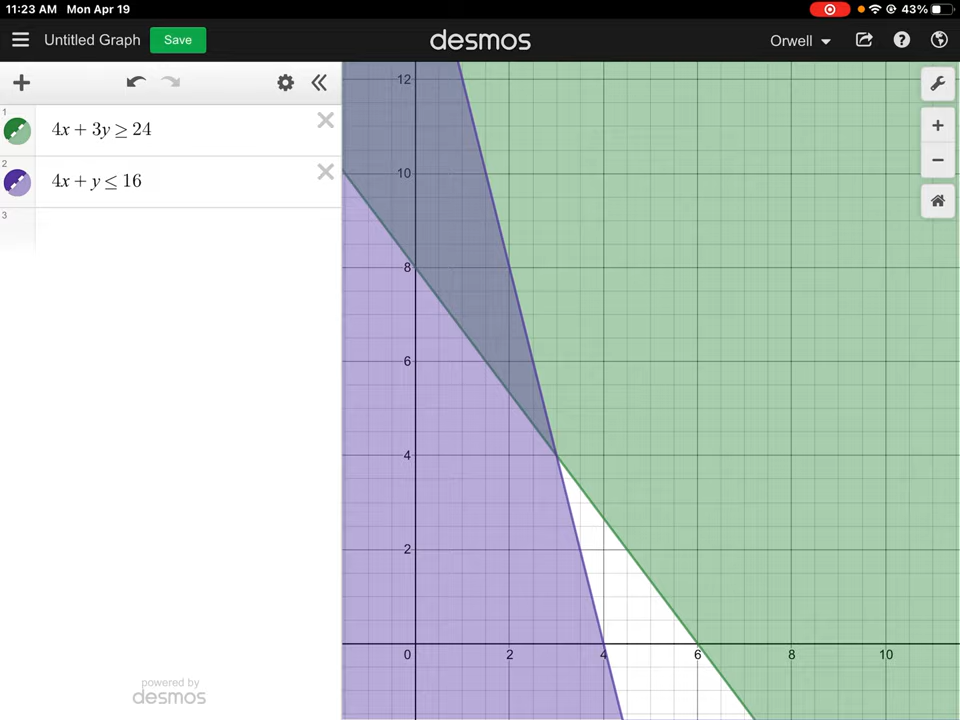 11:23 AM Mon Apr 19 43%
Untitled Graph Save desmos Orwell
1
4x + 3y ≥ 24
2
4x + y ≤ 16
3
12
10
8
6
4
2
0 2 4 6 8 10
powered by
desmos